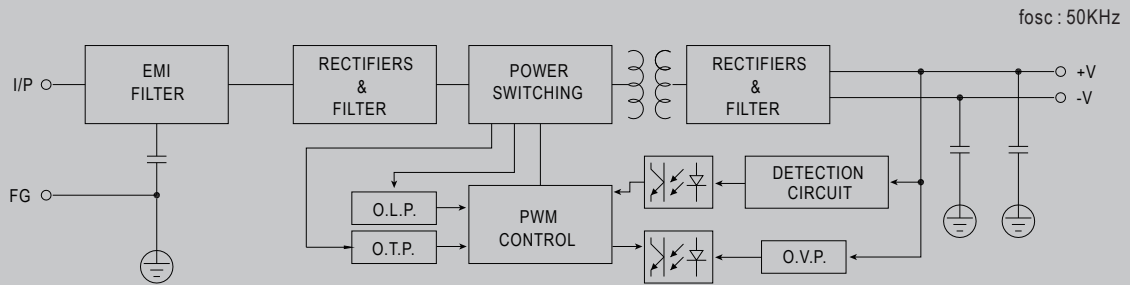 fosc : 50KHz
I/P
EMI
FILTER
RECTIFIERS
&
FILTER
POWER
SWITCHING
RECTIFIERS
&
FILTER
+V
-V
FG
O.L.P.
O.T.P.
PWM
CONTROL
DETECTION
CIRCUIT
O.V.P.